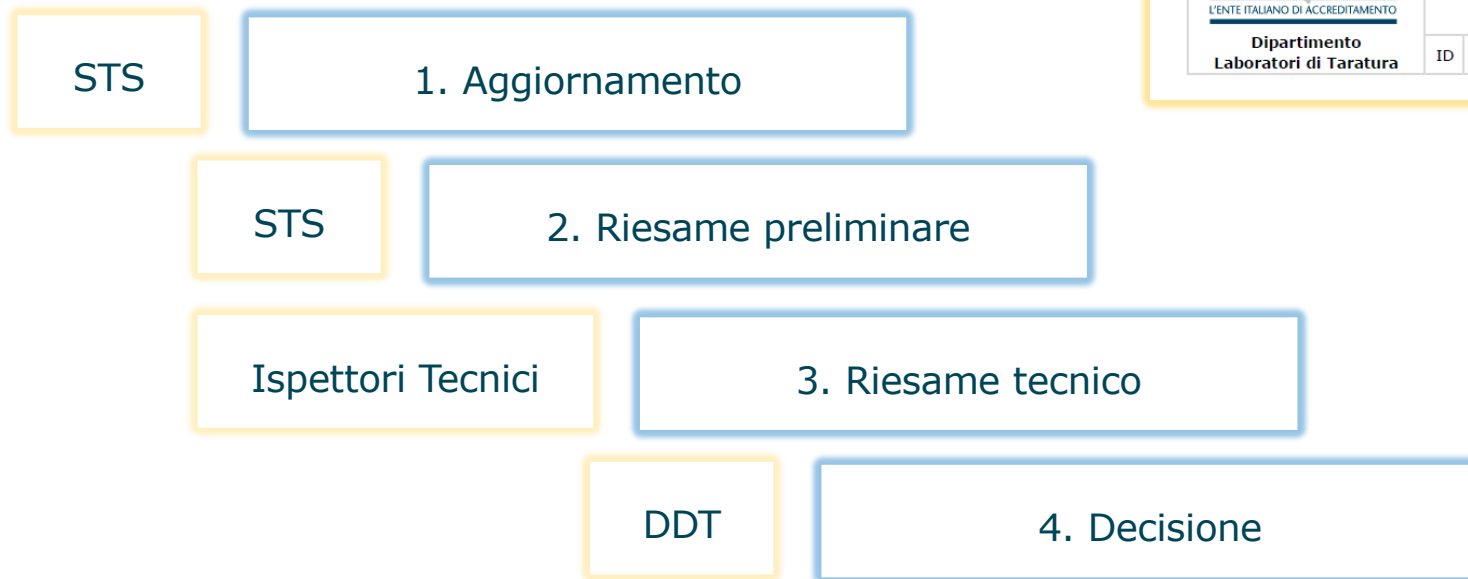 L'ENTE ITALIANO DI ACCREDITAMENTO
Dipartimento
Laboratori di Taratura
ID
STS
1. Aggiornamento
STS
2. Riesame preliminare
Ispettori Tecnici
3. Riesame tecnico
DDT
4. Decisione